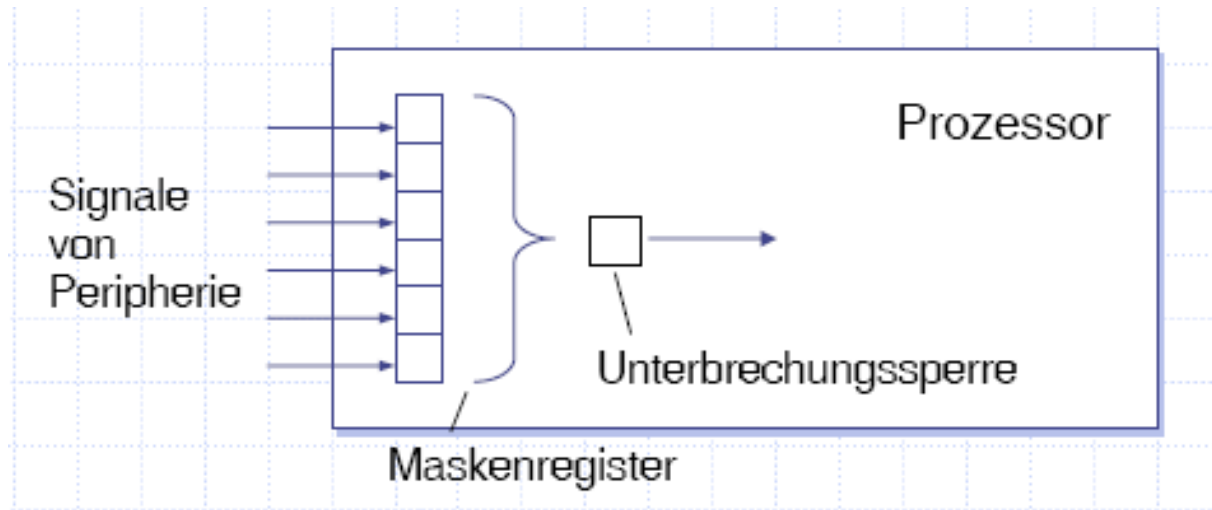 Prozessor
Signale
von
Peripherie
Unterbrechungssperre
Maskenregister